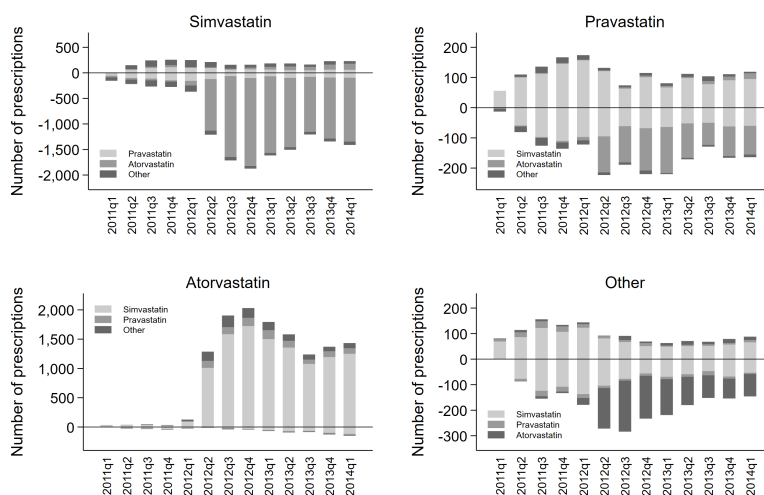 Simvastatin
Number of prescriptions
500
0
-500
-1,000
-1,500
-2,000
Pravastatin
Atorvastatin
Other
2011q1
2011q2
2011q3
2011q4
2012q1
2012q2
2012q3
2012q4
2013q1
2013q2
2013q3
2013q4
2014q1
Pravastatin
Number of prescriptions
200
100
0
-100
-200
Simvastatin
Atorvastatin
Other
2011q1
2011q2
2011q3
2011q4
2012q1
2012q2
2012q3
2012q4
2013q1
2013q2
2013q3
2013q4
2014q1
Atorvastatin
Number of prescriptions
2,000
1,500
1,000
500
0
Simvastatin
Pravastatin
Other
2011q1
2011q2
2011q3
2011q4
2012q1
2012q2
2012q3
2012q4
2013q1
2013q2
2013q3
2013q4
2014q1
Other
Number of prescriptions
200
100
0
-100
-200
-300
Simvastatin
Pravastatin
Atorvastatin
2011q1
2011q2
2011q3
2011q4
2012q1
2012q2
2012q3
2012q4
2013q1
2013q2
2013q3
2013q4
2014q1